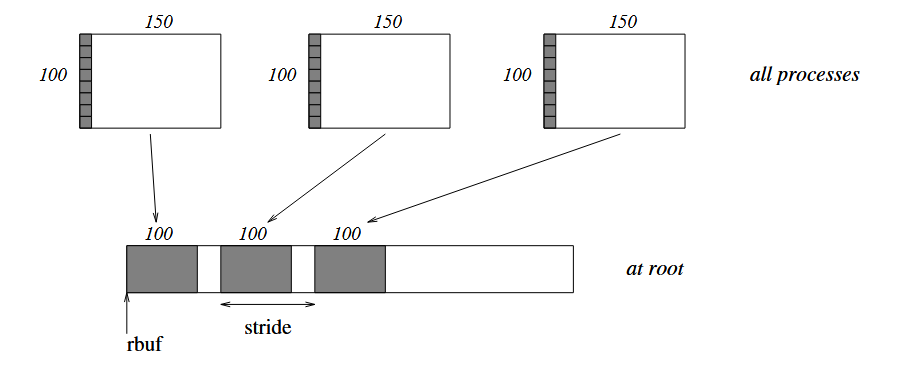 150 150 150
100 100 100 all processes
100 100 100
at root
stride
rbuf